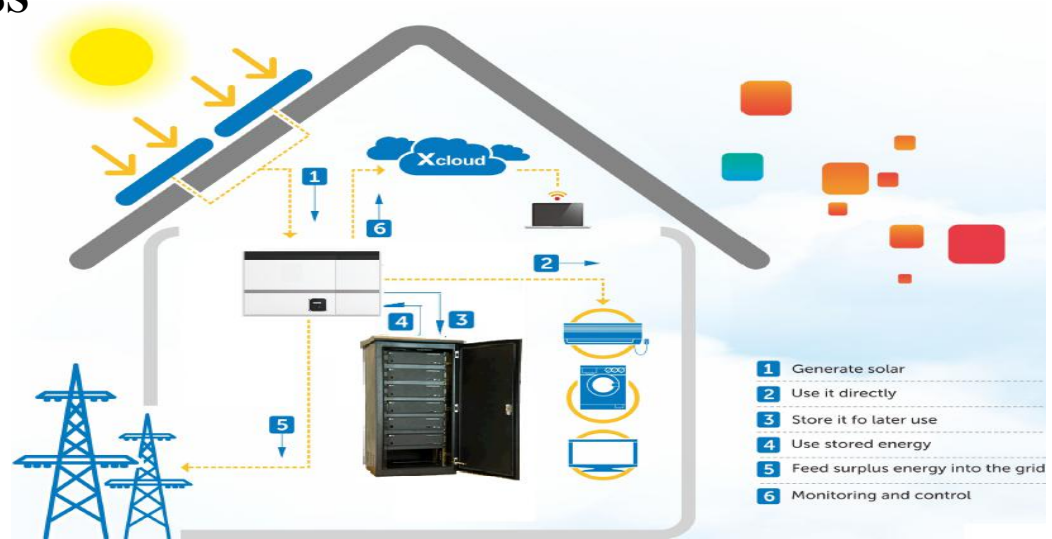 Xcloud
1
6
2
4
3
5
1 Generate solar
2 Use it directly
3 Store it fo later use
4 Use stored energy
5 Feed surplus energy into the grid
6 Monitoring and control